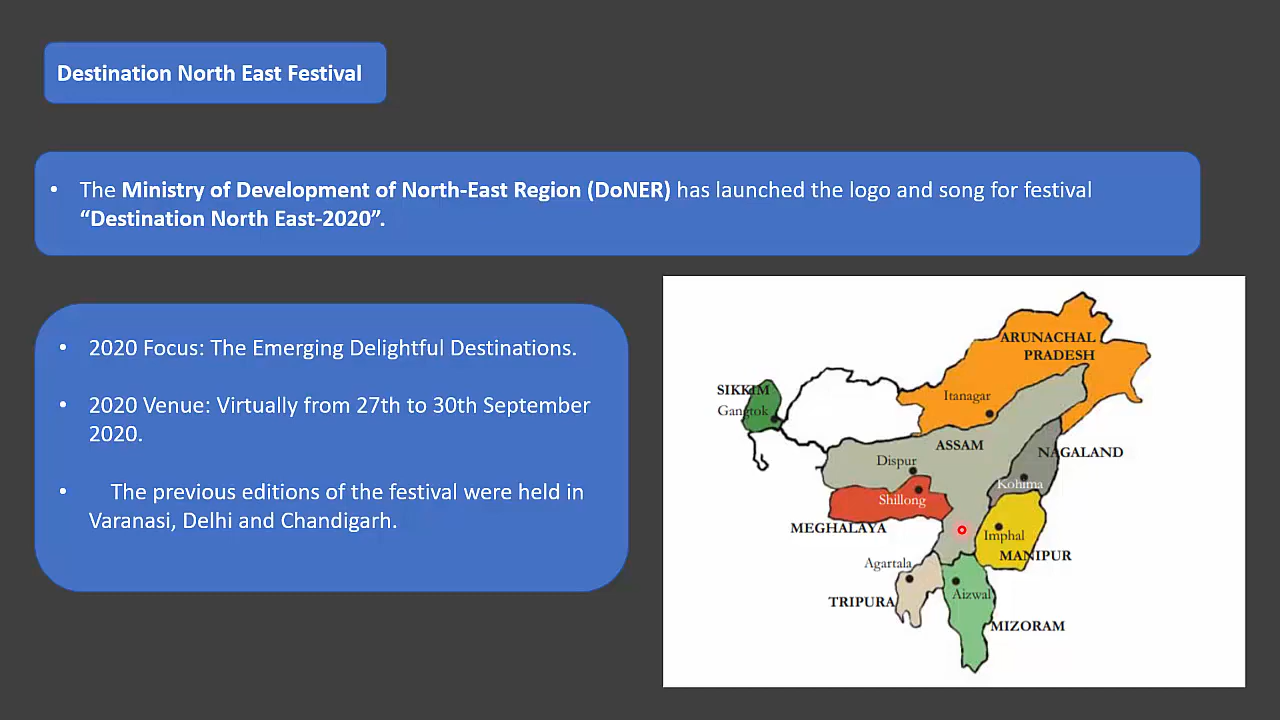 Destination North East Festival
• The Ministry of Development of North-East Region (DoNER) has launched the logo and song for festival
“Destination North East-2020”.
• 2020 Focus: The Emerging Delightful Destinations.
• 2020 Venue: Virtually from 27th to 30th September
2020.
• The previous editions of the festival were held in
Varanasi, Delhi and Chandigarh.
ARUNACHAL
PRADESH
SIKKIM
Gangtok
Itanagar
ASSAM
NAGALAND
Dispur
Kohima
Shillong
MEGHALAYA
Imphal
MANIPUR
Agartala
Aizwal
TRIPURA
MIZORAM